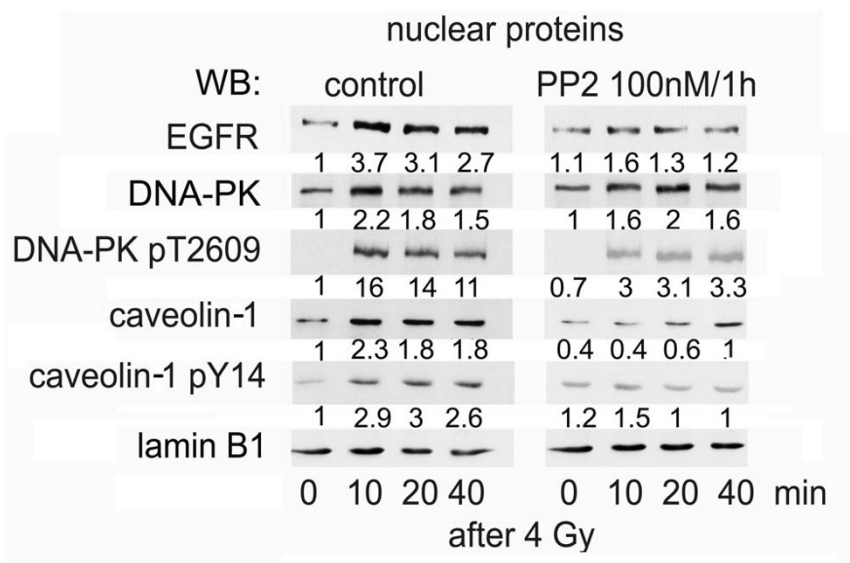 nuclear proteins
WB: control PP2 100nM/1h
EGFR
1 3.7 3.1 2.7 1.1 1.6 1.3 1.2
DNA-PK
1 2.2 1.8 1.5 1 1.6 2 1.6
DNA-PK pT2609
1 16 14 11 0.7 3 3.1 3.3
caveolin-1
1 2.3 1.8 1.8 0.4 0.4 0.6 1
caveolin-1 pY14
1 2.9 3 2.6 1.2 1.5 1 1
lamin B1
0 10 20 40 0 10 20 40 min
after 4 Gy